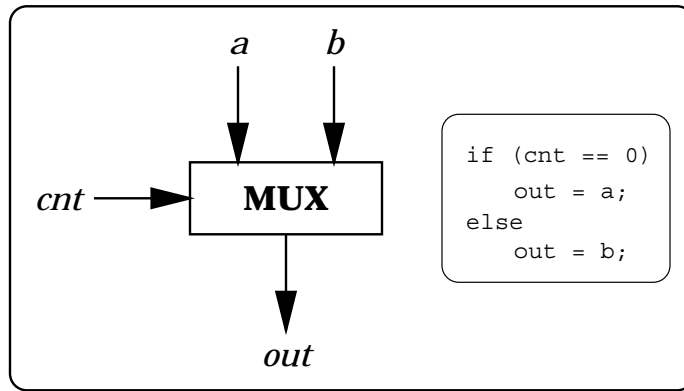 a b
cnt
MUX
out
if (cnt == 0)
out = a;
else
out = b;